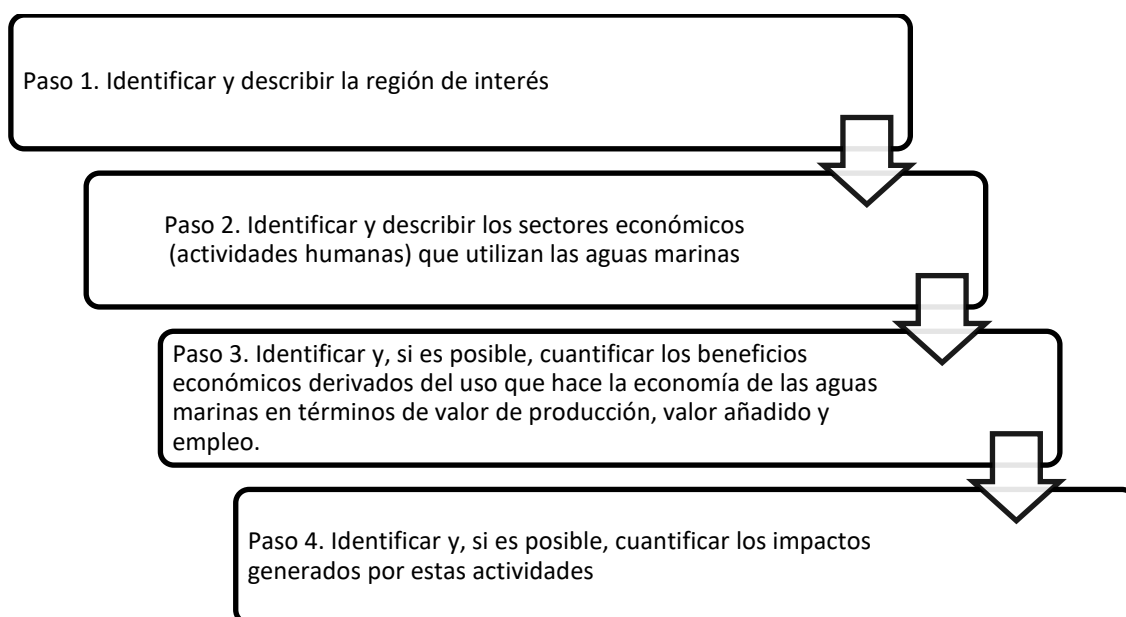 Paso 1. Identificar y describir la región de interés
Paso 2. Identificar y describir los sectores económicos
(actividades humanas) que utilizan las aguas marinas
Paso 3. Identificar y, si es posible, cuantificar los beneficios
económicos derivados del uso que hace la economía de las aguas
marinas en términos de valor de producción, valor añadido y
empleo.
Paso 4. Identificar y, si es posible, cuantificar los impactos
generados por estas actividades